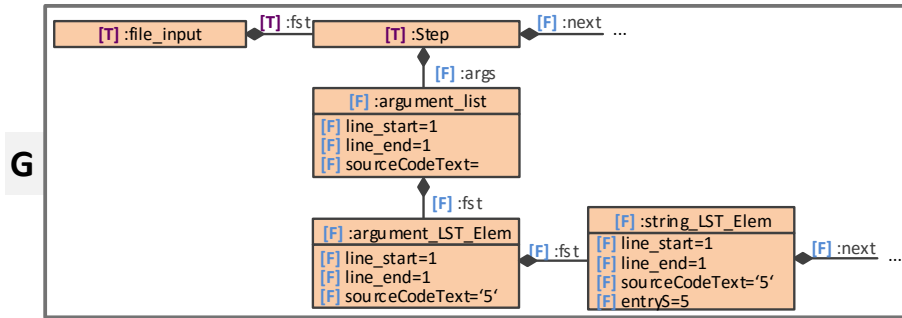 [T] :file_input
[T] :fst
[T] :Step
[F] :next
...
[F] :args
[F] :argument_list
[F] line_start=1
[F] line_end=1
[F] sourceCodeText=
G
[F] :fst
[F] :argument_LST_Elem
[F] line_start=1
[F] line_end=1
[F] sourceCodeText=‘5‘
[F] :fst
[F] :string_LST_Elem
[F] line_start=1
[F] line_end=1
[F] sourceCodeText=‘5‘
[F] entryS=5
[F] :next
...